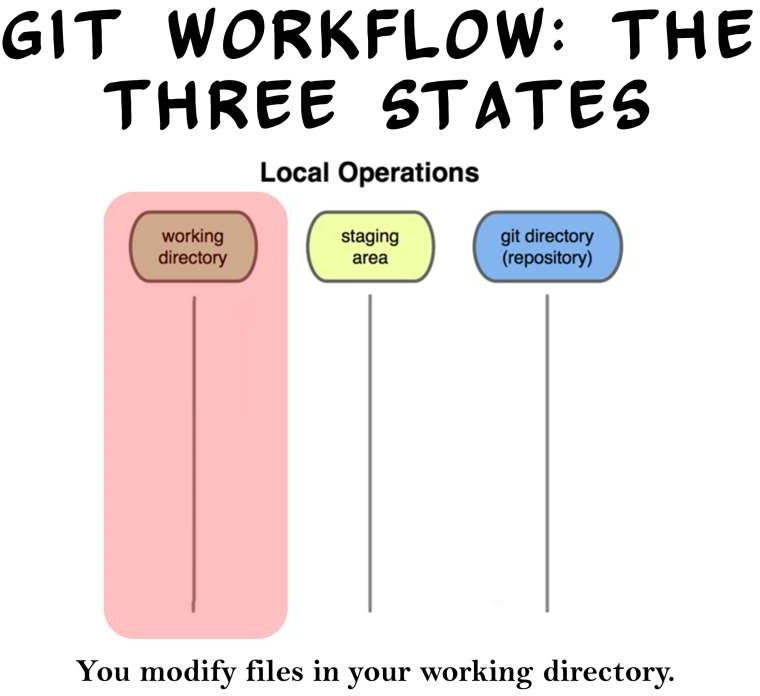 GIT WORKFLOW: THE
THREE STATES
Local Operations
working
directory
staging
area
git directory
(repository)
You modify files in your working directory.